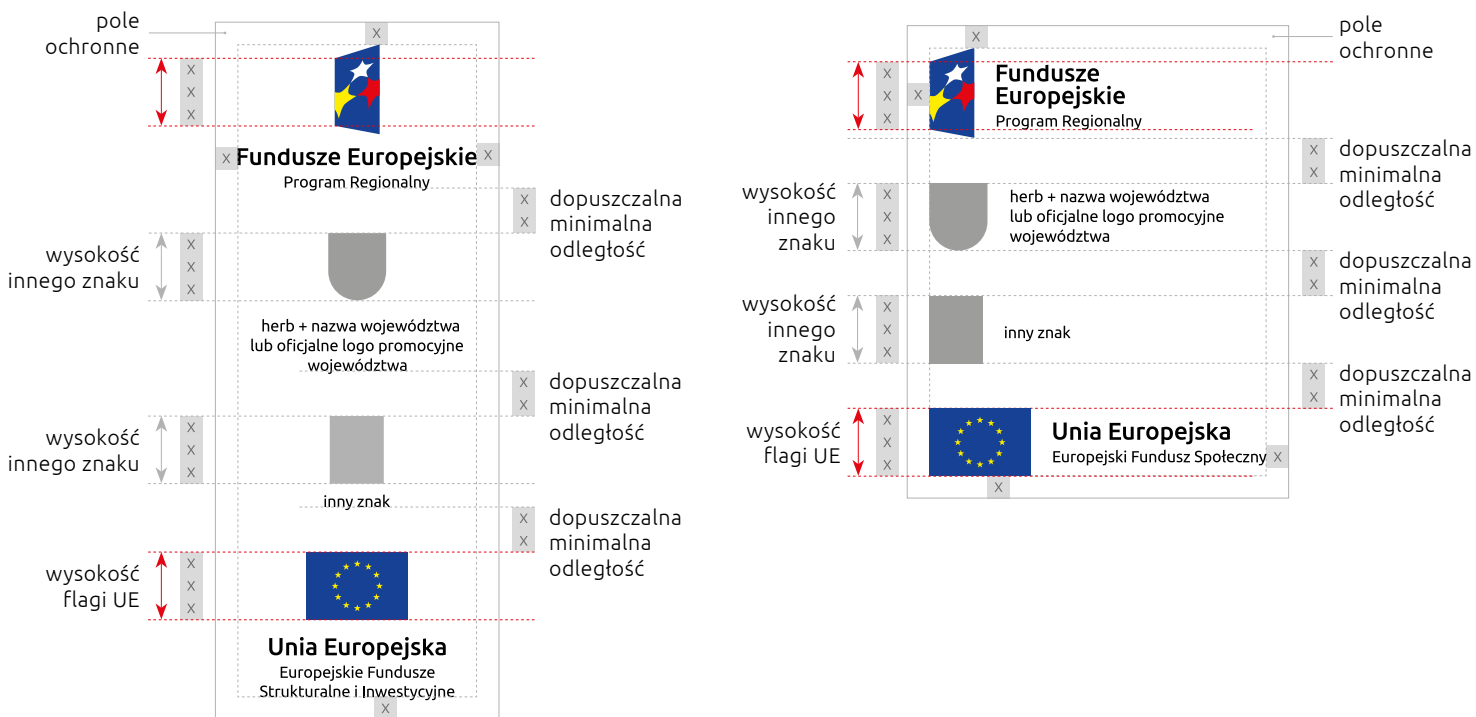 pole
ochronne
X
X
X
X
X
Fundusze Europejskie
X
Program Regionalny
X
X
dopuszczalna
minimalna
odległość
wysokość
innego znaku
X
X
X
herb + nazwa województwa
lub oficjalne logo promocyjne
województwa
X
X
dopuszczalna
minimalna
odległość
wysokość
innego znaku
X
X
X
inny znak
X
X
dopuszczalna
minimalna
odległość
wysokość
flagi UE
X
X
X
Unia Europejska
Europejskie Fundusze
Strukturalne i Inwestycyjne
X
pole
ochronne
X
X
X
X
X
Fundusze
Europejskie
Program Regionalny
X
X
dopuszczalna
minimalna
odległość
wysokość
innego
znaku
X
X
X
herb + nazwa województwa
lub oficjalne logo promocyjne
województwa
X
X
dopuszczalna
minimalna
odległość
wysokość
innego
znaku
X
X
X
inny znak
X
X
dopuszczalna
minimalna
odległość
wysokość
flagi UE
X
X
X
Unia Europejska
Europejski Fundusz Społeczny
X
X